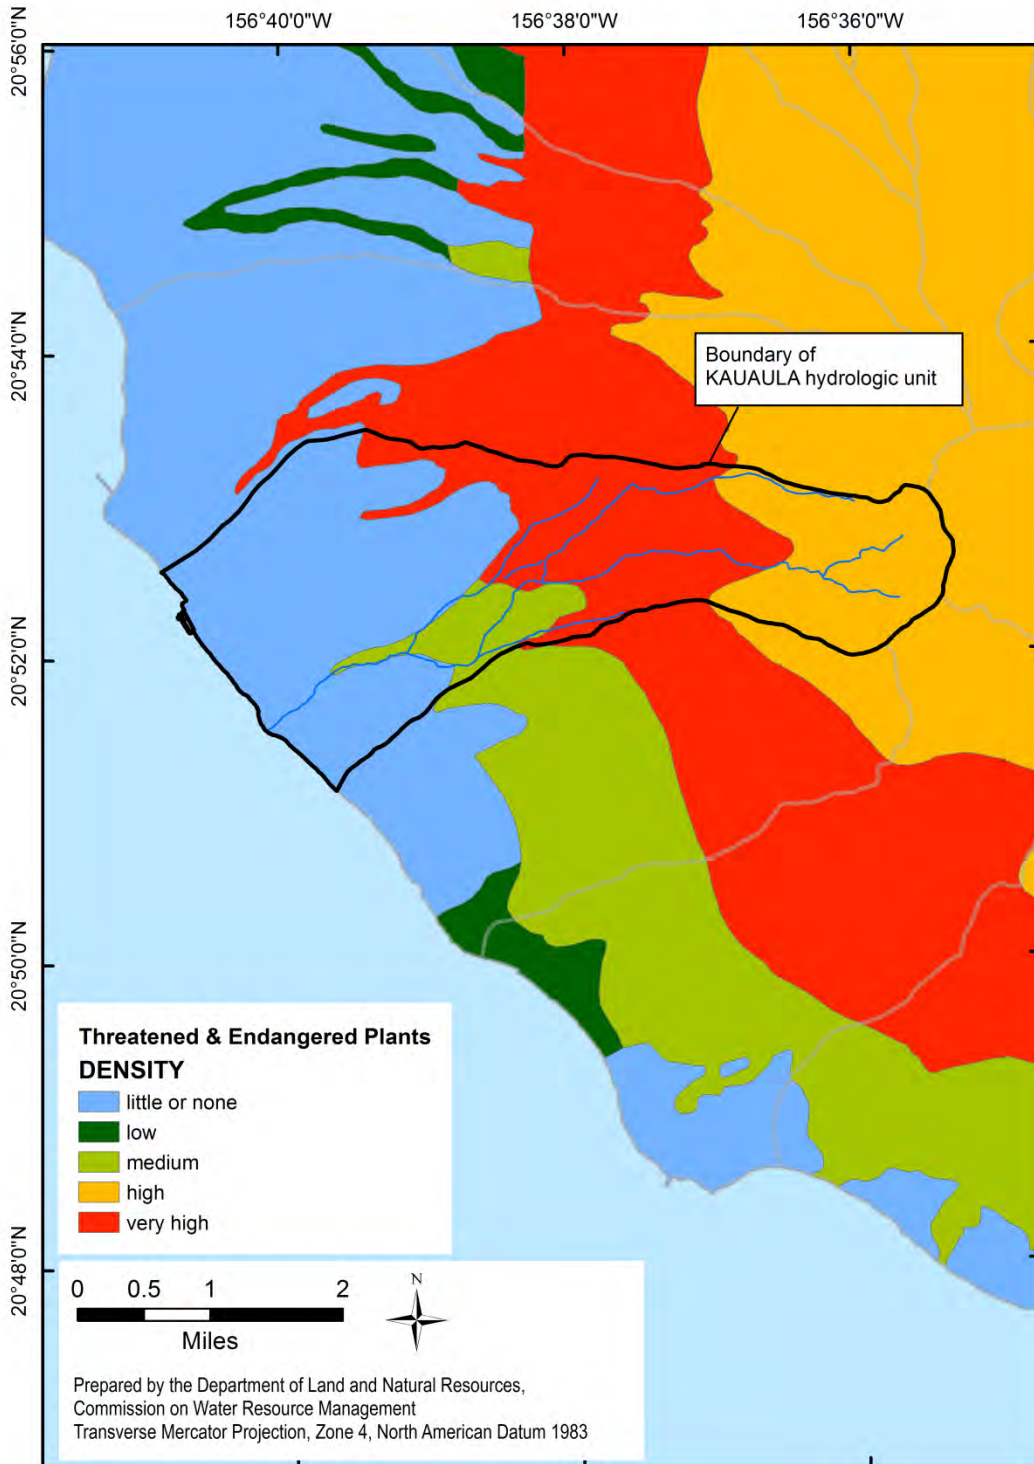 156°40'0"W
156°38'0"W
156°36'0"W
20°56'0"N
20°54'0"N
Boundary of
KAUAULA hydrologic unit
20°52'0"N
20°50'0"N
Threatened & Endangered Plants
DENSITY
little or none
low
medium
high
very high
20°48'0"N
0 0.5 1 2
Miles
N
Prepared by the Department of Land and Natural Resources,
Commission on Water Resource Management
Transverse Mercator Projection, Zone 4, North American Datum 1983